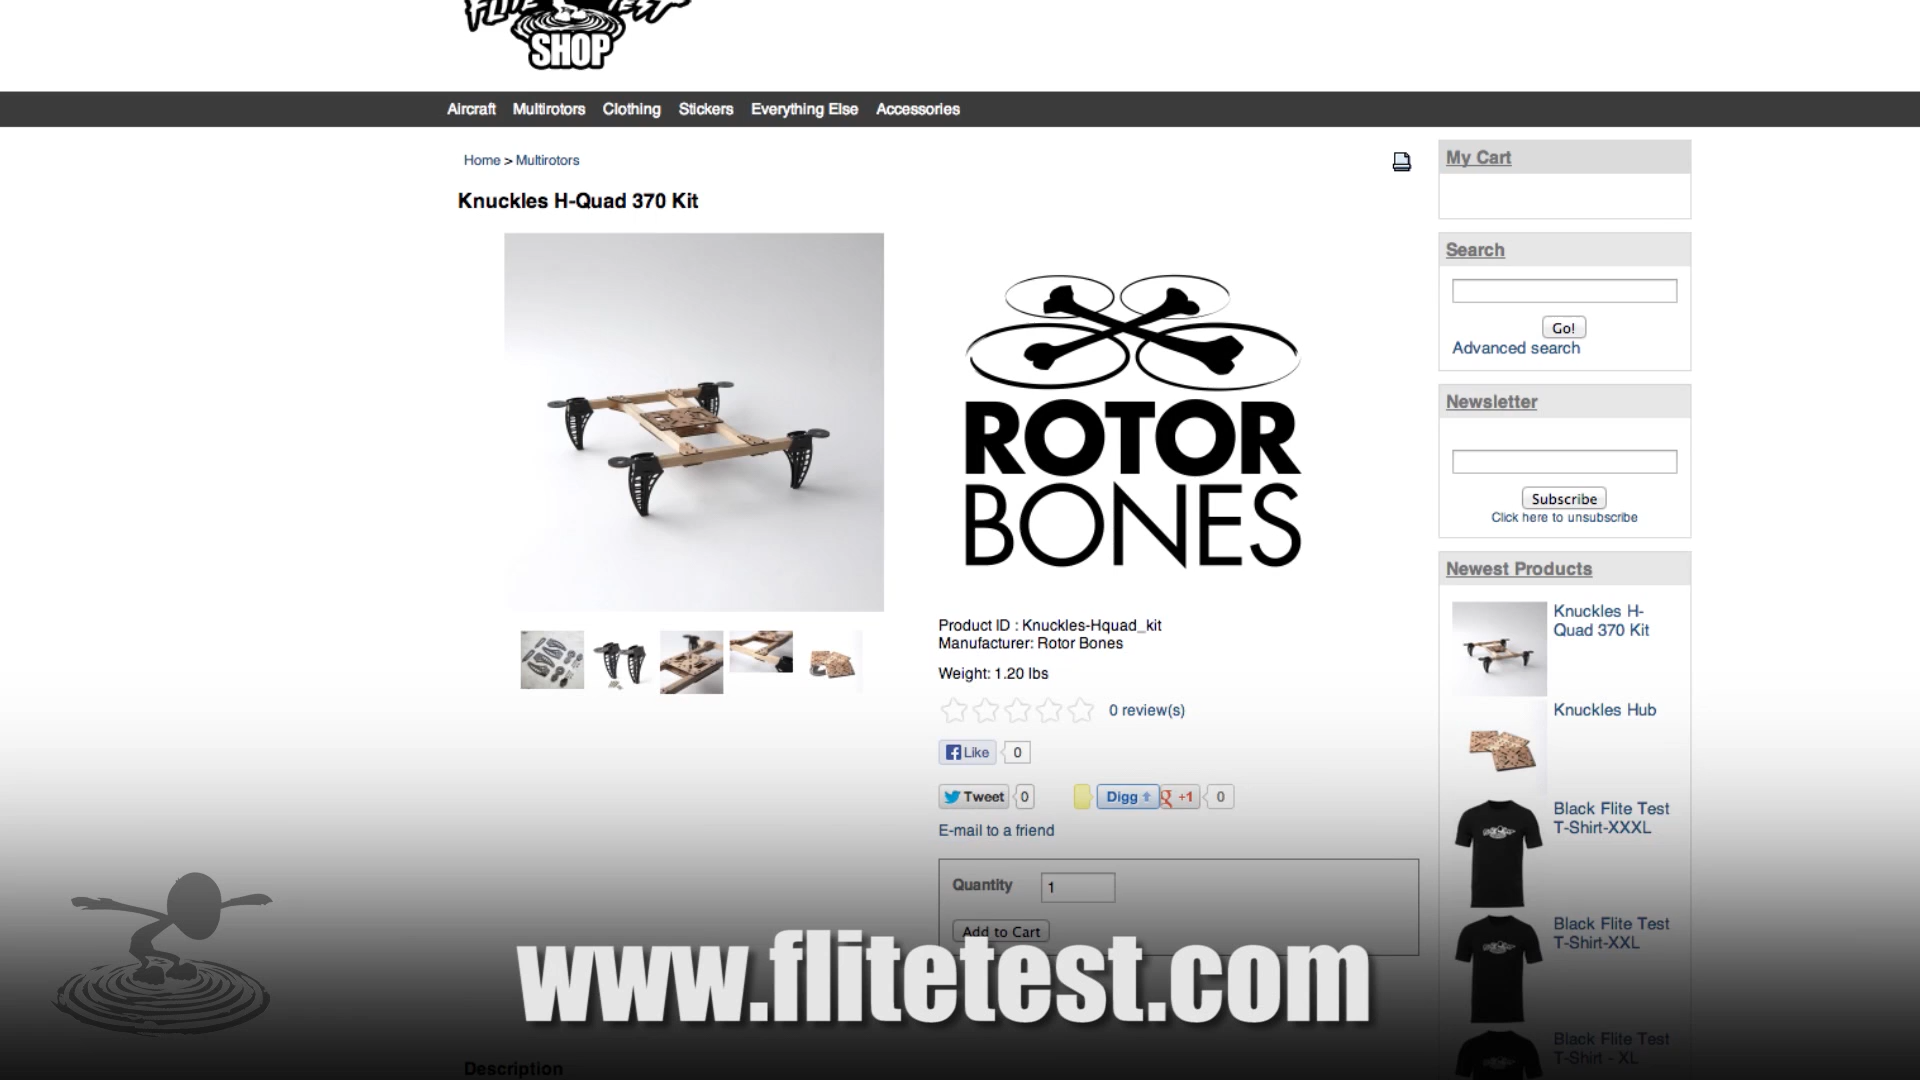 FLITE TEST
SHOP
Aircraft Multirotors Clothing Stickers Everything Else Accessories
Home > Multirotors
Knuckles H-Quad 370 Kit
ROTOR
BONES
Product ID : Knuckles-Hquad_kit
Manufacturer: Rotor Bones
Weight: 1.20 lbs
0 review(s)
Like 0
Tweet 0 Digg +1 0
E-mail to a friend
Quantity 1
Add to Cart
My Cart
Search
Go!
Advanced search
Newsletter
Subscribe
Click here to unsubscribe
Newest Products
Knuckles H-
Quad 370 Kit
Knuckles Hub
Black Flite Test
T-Shirt-XXXL
Black Flite Test
T-Shirt-XXL
Black Flite Test
T-Shirt - XL
www.flitetest.com
Description